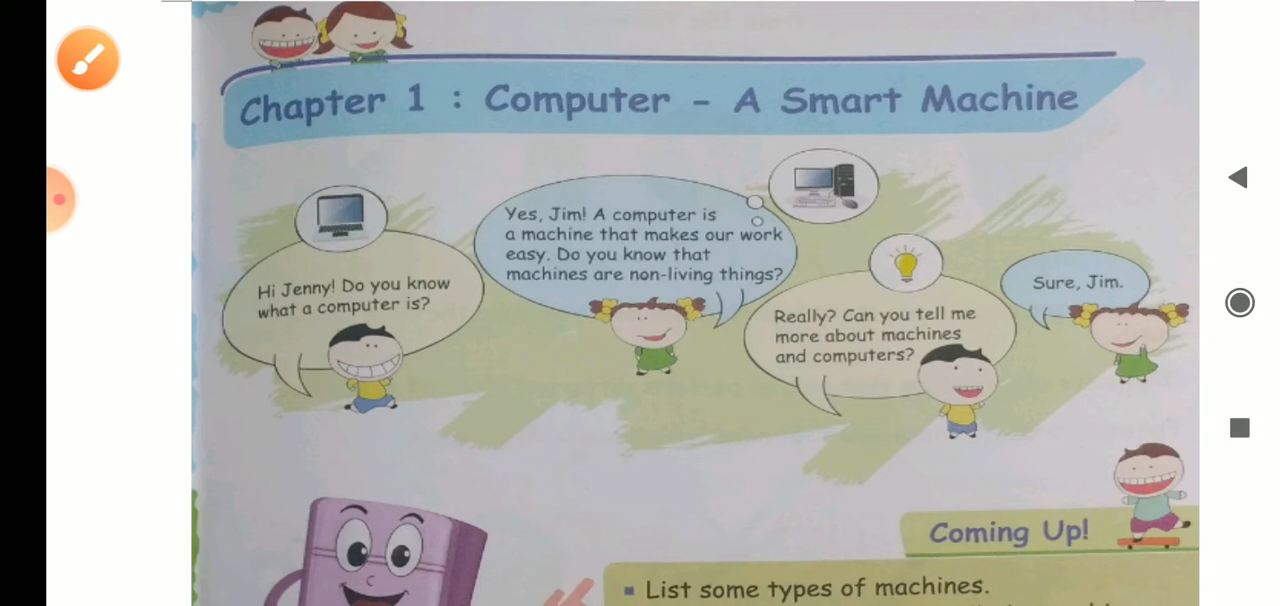 Chapter 1 : Computer - A Smart Machine
Hi Jenny! Do you know
what a computer is?
Yes, Jim! A computer is
a machine that makes our work
easy. Do you know that
machines are non-living things?
Really? Can you tell me
more about machines
and computers?
Sure, Jim.
Coming Up!
▪ List some types of machines.